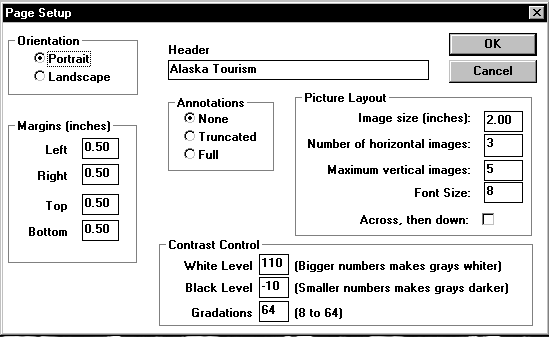 Page Setup
Orientation
Portrait
Landscape
Header
Alaska Tourism
OK
Cancel
Margins (inches)
Left 0.50
Right 0.50
Top 0.50
Bottom 0.50
Annotations
None
Truncated
Full
Picture Layout
Image size (inches): 2.00
Number of horizontal images: 3
Maximum vertical images: 5
Font Size: 8
Across, then down:
Contrast Control
White Level 110 (Bigger numbers makes grays whiter)
Black Level -10 (Smaller numbers makes grays darker)
Gradations 64 (8 to 64)